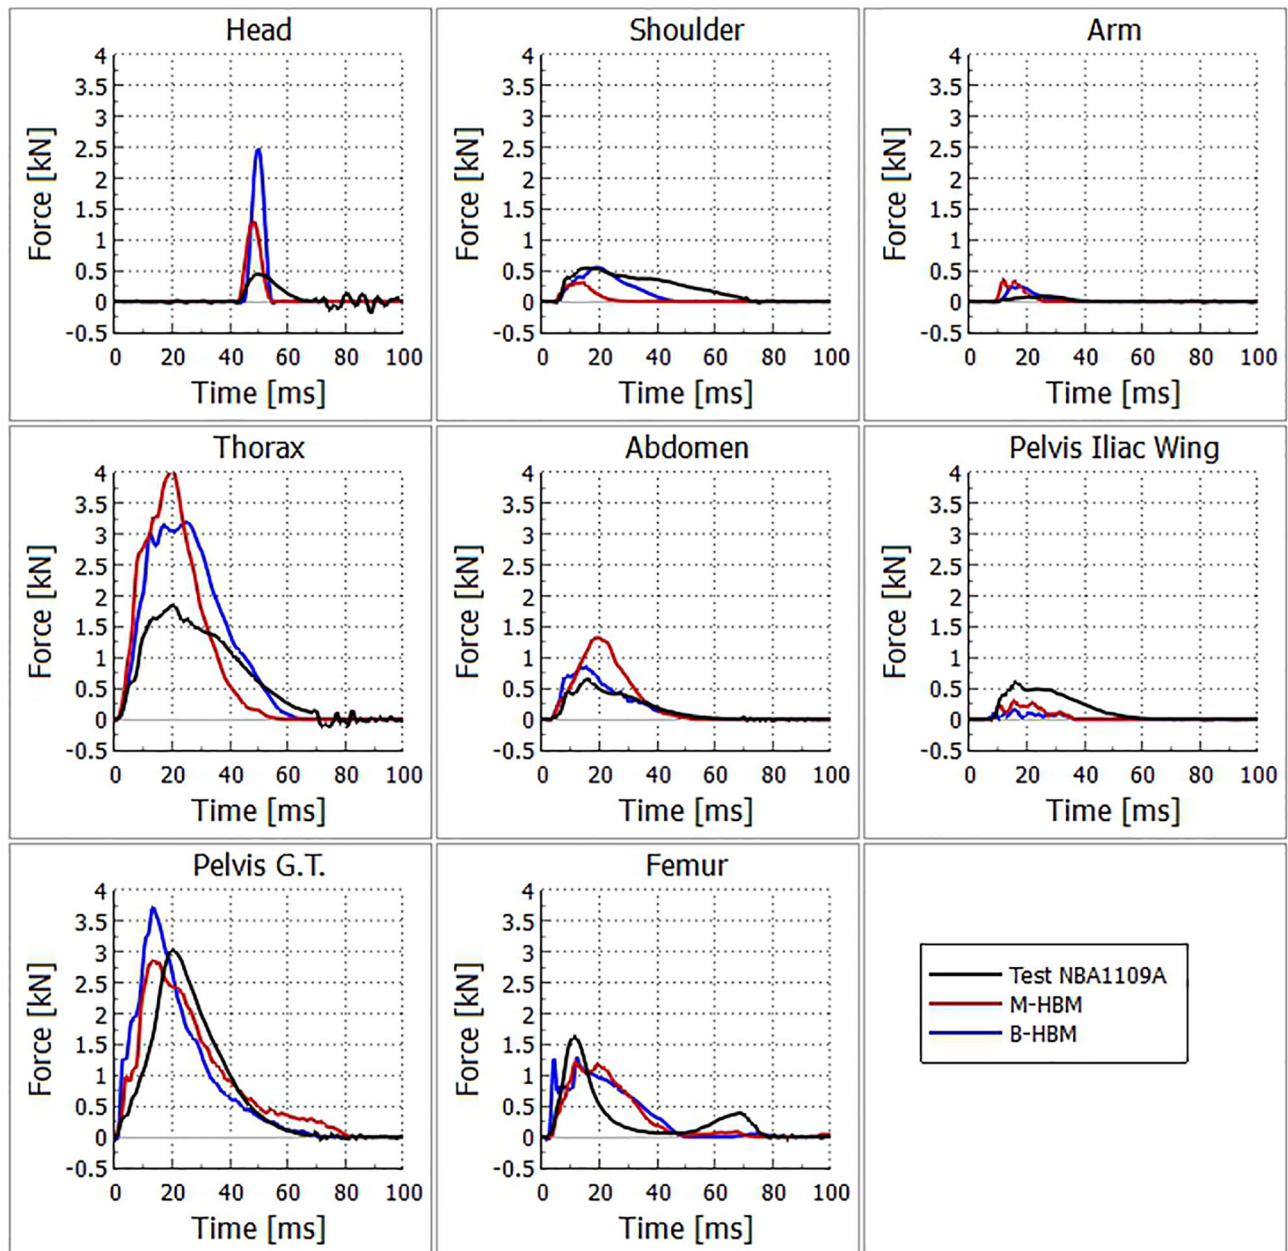 Head
4
3.5
3
2.5
2
1.5
1
0.5
0
-0.5
Force [kN]
0 20 40 60 80 100
Time [ms]
Shoulder
4
3.5
3
2.5
2
1.5
1
0.5
0
-0.5
Force [kN]
0 20 40 60 80 100
Time [ms]
Arm
4
3.5
3
2.5
2
1.5
1
0.5
0
-0.5
Force [kN]
0 20 40 60 80 100
Time [ms]
Thorax
4
3.5
3
2.5
2
1.5
1
0.5
0
-0.5
Force [kN]
0 20 40 60 80 100
Time [ms]
Abdomen
4
3.5
3
2.5
2
1.5
1
0.5
0
-0.5
Force [kN]
0 20 40 60 80 100
Time [ms]
Pelvis Iliac Wing
4
3.5
3
2.5
2
1.5
1
0.5
0
-0.5
Force [kN]
0 20 40 60 80 100
Time [ms]
Pelvis G.T.
4
3.5
3
2.5
2
1.5
1
0.5
0
-0.5
Force [kN]
0 20 40 60 80 100
Time [ms]
Femur
4
3.5
3
2.5
2
1.5
1
0.5
0
-0.5
Force [kN]
0 20 40 60 80 100
Time [ms]
Test NBA1109A
M-HBM
B-HBM